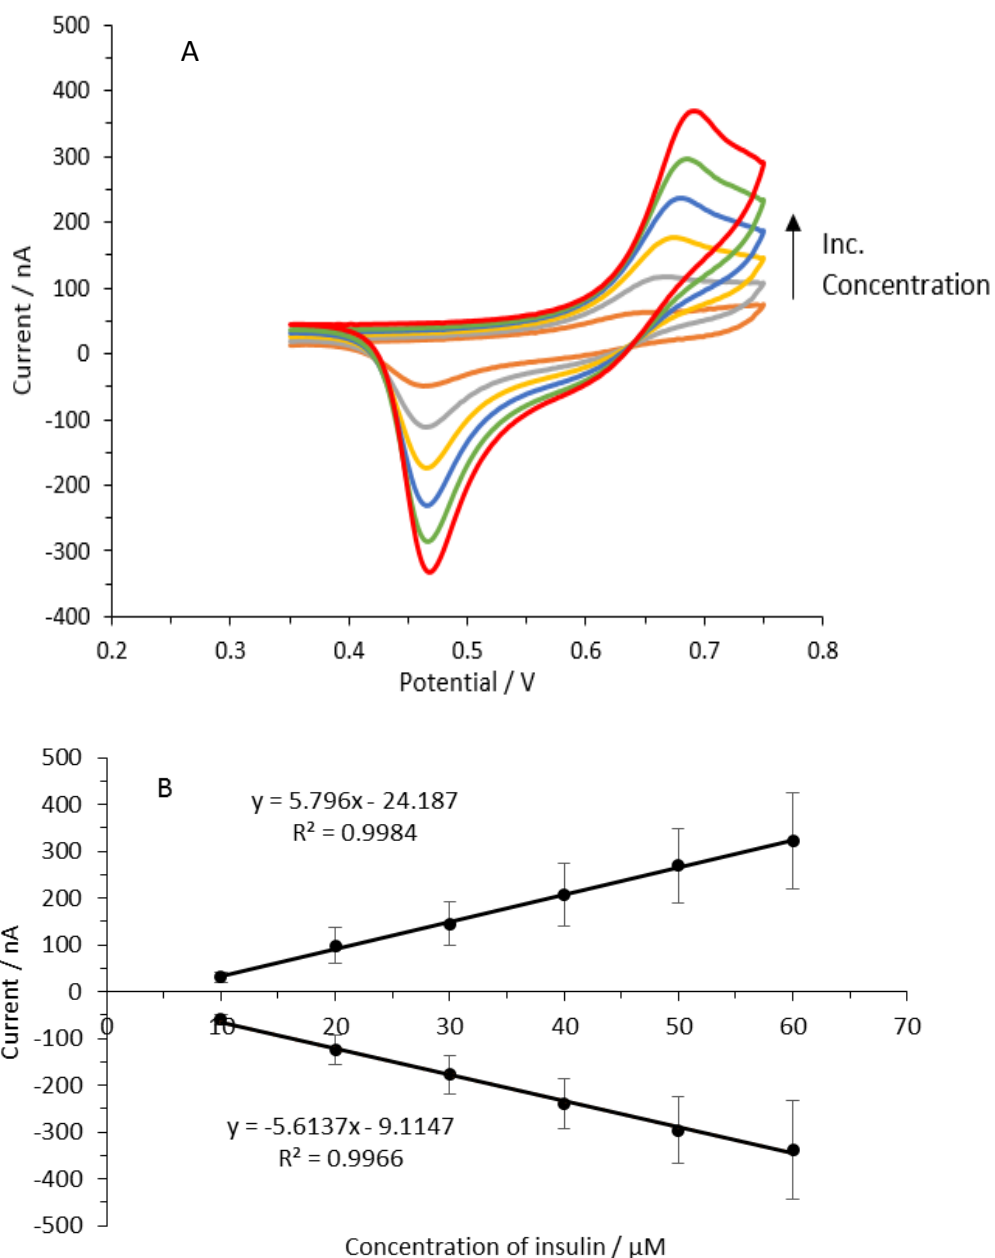 500
A
400
300
200
100
0
-100
-200
-300
-400
Current / nA
Inc.
Concentration
0.2 0.3 0.4 0.5 0.6 0.7 0.8
Potential / V
500
B
y = 5.796x - 24.187
400
R² = 0.9984
300
200
100
0
Current / nA
0 10 20 30 40 50 60 70
-100
-200
y = -5.6137x - 9.1147
-300
R² = 0.9966
-400
-500
Concentration of insulin / μM